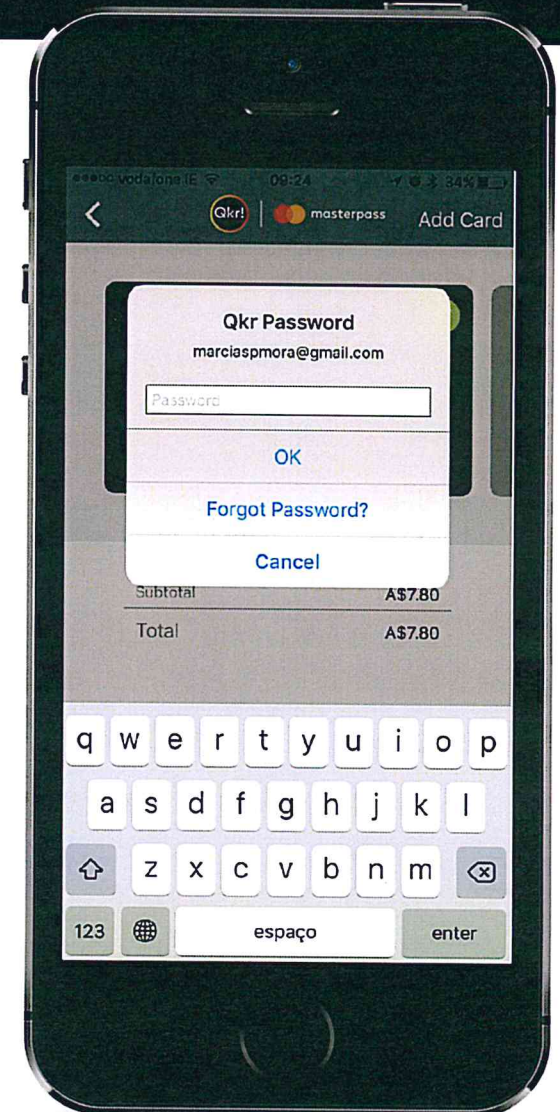 vodafone IE 09:24 34%
Qkr! masterpass Add Card
Qkr Password
marciaspmora@gmail.com
Password
OK
Forgot Password?
Cancel
Subtotal A$7.80
Total A$7.80
q w e r t y u i o p
a s d f g h j k l
z x c v b n m
123 espaço enter